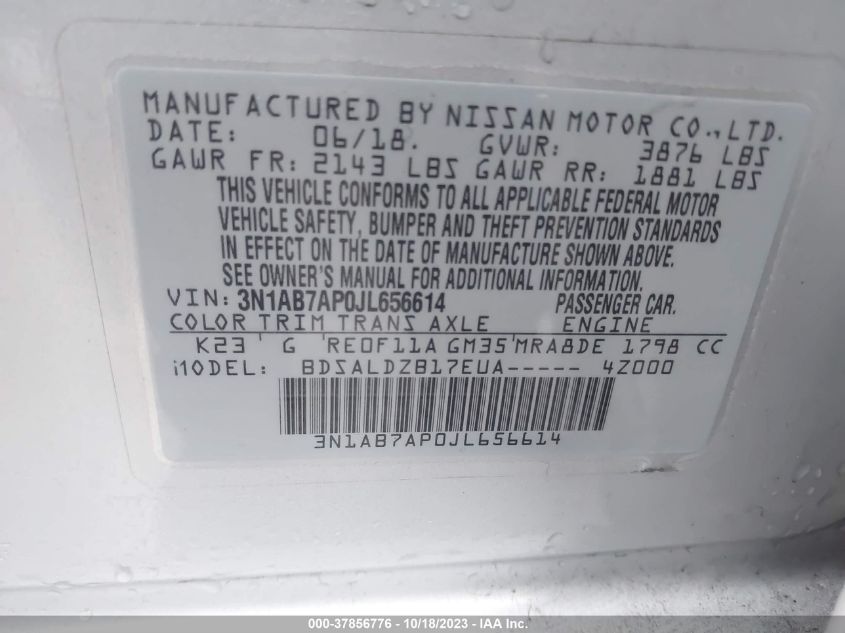 MANUFACTURED BY NISSAN MOTOR CO., LTD.
DATE: 06/18. GVWR: 3876 LBS
GAWR FR: 2143 LBS GAWR RR: 1881 LBS
THIS VEHICLE CONFORMS TO ALL APPLICABLE FEDERAL MOTOR
VEHICLE SAFETY, BUMPER AND THEFT PREVENTION STANDARDS
IN EFFECT ON THE DATE OF MANUFACTURE SHOWN ABOVE.
SEE OWNER'S MANUAL FOR ADDITIONAL INFORMATION.
VIN: 3N1AB7AP0JL656614 PASSENGER CAR.
COLOR TRIM TRANS AXLE ENGINE
K23 G RE0F11A GM35 MRA8DE 1798 CC
MODEL: BDSALDZB17EUA----- 4Z000
3N1AB7AP0JL656614
000-37856776 - 10/18/2023 - IAA Inc.